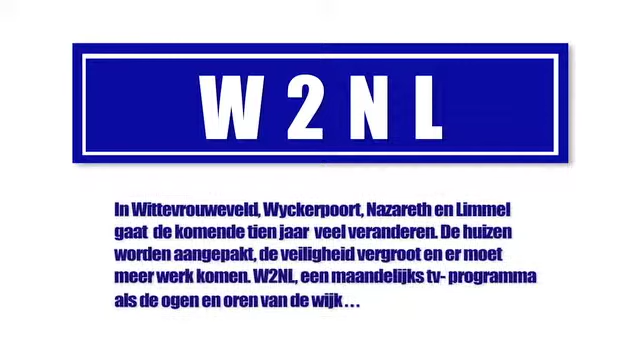 W2NL
In Wittevrouweveld, Wyckerpoort, Nazareth en Limmel
gaat de komende tien jaar veel veranderen. De huizen
worden aangepakt, de veiligheid vergroot en er moet
meer werk komen. W2NL, een maandelijks tv- programma
als de ogen en oren van de wijk . . .